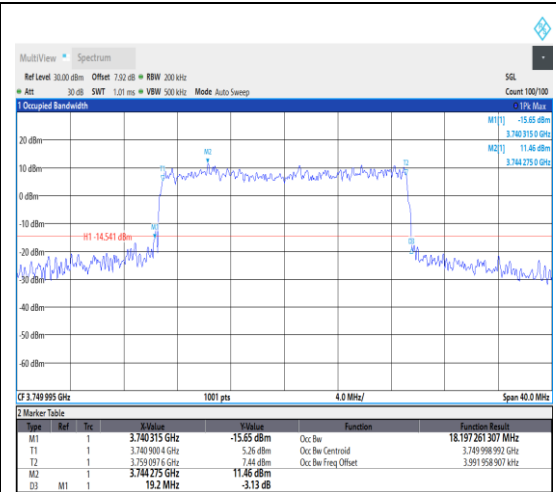 MultiView Spectrum
Ref Level 30.00 dBm Offset 7.92 dB RBW 200 kHz SGL
Att 30 dB SWT 1.01 ms VBW 500 kHz Mode Auto Sweep Count 100/100
1 Occupied Bandwidth 1Pk Max
M1[1] -15.65 dBm
3.740 315 0 GHz
M2[1] 11.46 dBm
3.744 275 0 GHz
20 dBm
M2
T2
10 dBm
0 dBm
-10 dBm
M1
H1 -14.541 dBm
D3
-20 dBm
-30 dBm
-40 dBm
-50 dBm
-60 dBm
CF 3.749 995 GHz 1001 pts 4.0 MHz/ Span 40.0 MHz
2 Marker Table
Type Ref Trc X-Value Y-Value Function Function Result
M1 1 3.740 315 GHz -15.65 dBm Occ Bw 18.197 261 307 MHz
T1 1 3.740 900 4 GHz 5.26 dBm Occ Bw Centroid 3.749 998 992 GHz
T2 1 3.759 097 6 GHz 7.44 dBm Occ Bw Freq Offset 3.991 958 907 kHz
M2 1 3.744 275 GHz 11.46 dBm
D3 M1 1 19.2 MHz -3.13 dB